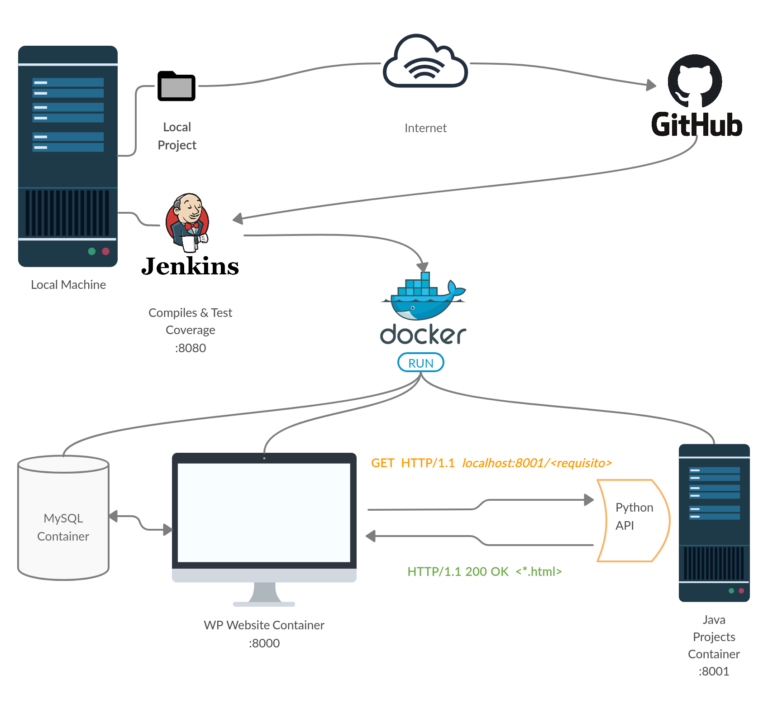 Local
Project
Internet
GitHub
Local Machine
Jenkins
Compiles & Test
Coverage
:8080
docker
RUN
GET HTTP/1.1 localhost:8001/<requisito>
MySQL
Container
Python
API
HTTP/1.1 200 OK <*.html>
WP Website Container
:8000
Java
Projects
Container
:8001